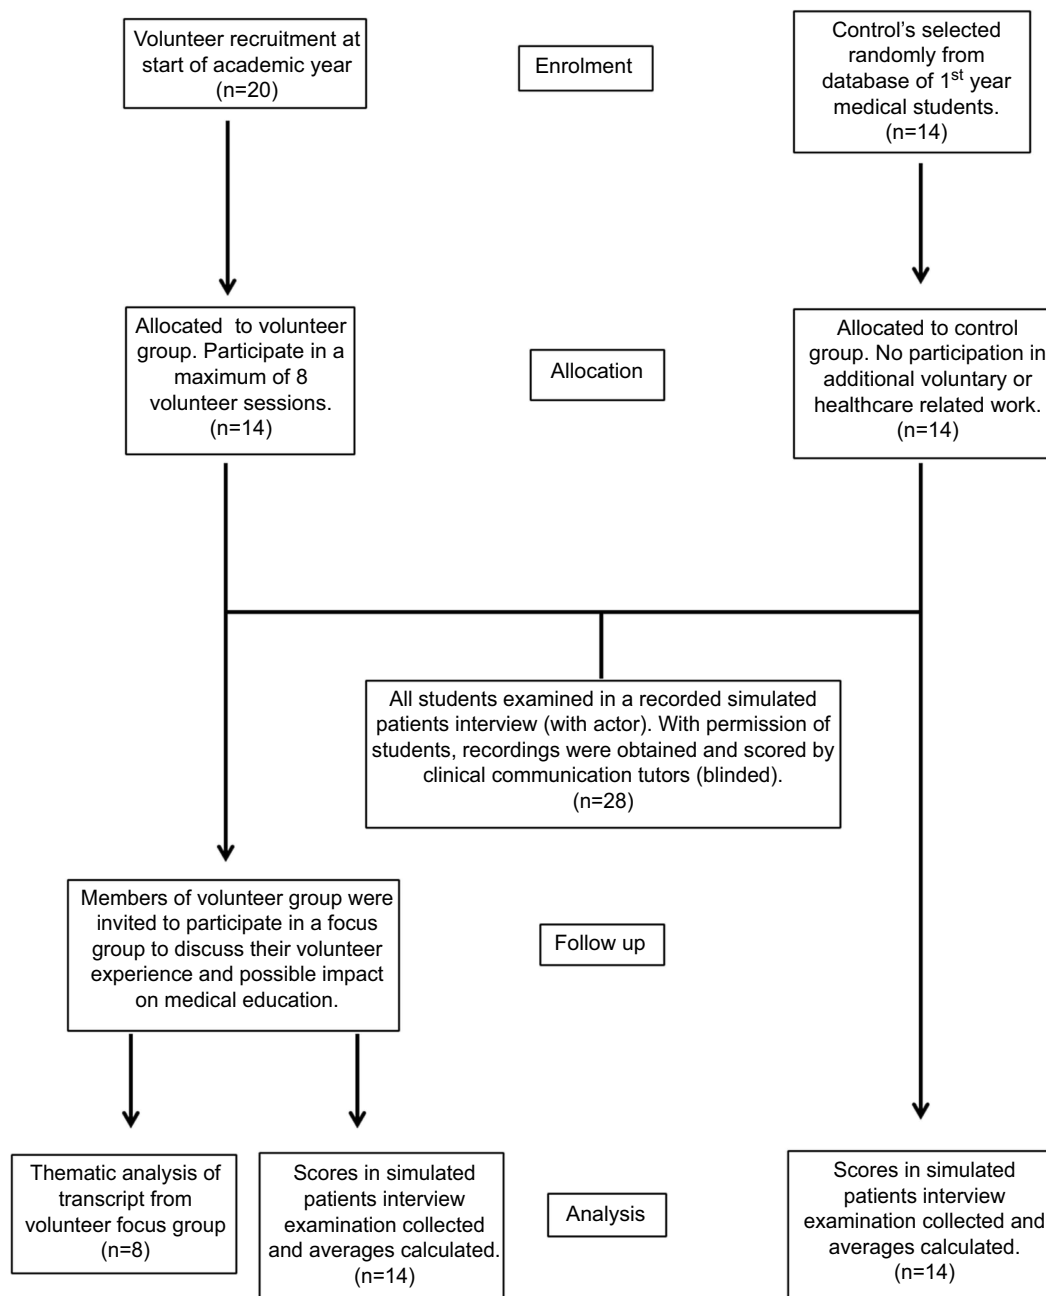 Volunteer recruitment at
start of academic year
(n=20)
Enrolment
Control's selected
randomly from
database of 1st year
medical students.
(n=14)
Allocated to volunteer
group. Participate in a
maximum of 8
volunteer sessions.
(n=14)
Allocation
Allocated to control
group. No participation in
additional voluntary or
healthcare related work.
(n=14)
All students examined in a recorded simulated
patients interview (with actor). With permission of
students, recordings were obtained and scored by
clinical communication tutors (blinded).
(n=28)
Members of volunteer group were
invited to participate in a focus
group to discuss their volunteer
experience and possible impact
on medical education.
Follow up
Thematic analysis of
transcript from
volunteer focus group
(n=8)
Scores in simulated
patients interview
examination collected
and averages calculated.
(n=14)
Analysis
Scores in simulated
patients interview
examination collected and
averages calculated.
(n=14)